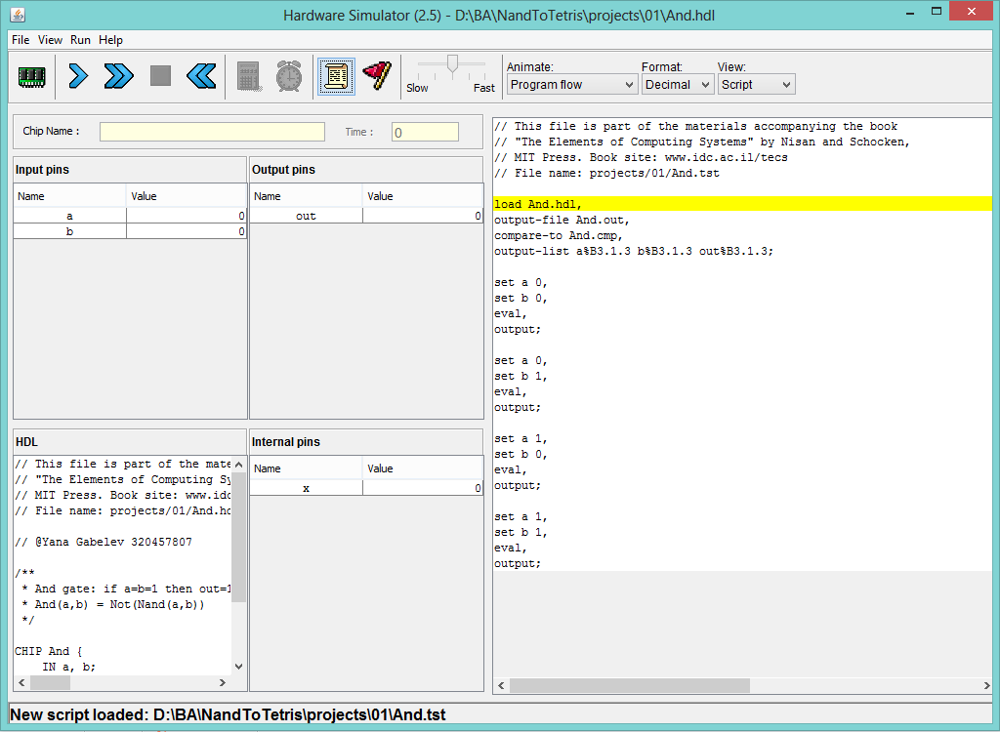 Hardware Simulator (2.5) - D:\BA\NandToTetris\projects\01\And.hdl
File View Run Help
Slow Fast
Animate:
Program flow
Format:
Decimal
View:
Script
Chip Name :
Time :
0
Input pins
Name Value
a 0
b 0
Output pins
Name Value
out 0
HDL
// This file is part of the mate
// "The Elements of Computing Sy
// MIT Press. Book site: www.idc
// File name: projects/01/And.hd
// @Yana Gabelev 320457807
/**
* And gate: if a=b=1 then out=1
* And(a,b) = Not(Nand(a,b))
*/
CHIP And {
IN a, b;
Internal pins
Name Value
x 0
// This file is part of the materials accompanying the book
// "The Elements of Computing Systems" by Nisan and Schocken,
// MIT Press. Book site: www.idc.ac.il/tecs
// File name: projects/01/And.tst
load And.hdl,
output-file And.out,
compare-to And.cmp,
output-list a%B3.1.3 b%B3.1.3 out%B3.1.3;
set a 0,
set b 0,
eval,
output;
set a 0,
set b 1,
eval,
output;
set a 1,
set b 0,
eval,
output;
set a 1,
set b 1,
eval,
output;
New script loaded: D:\BA\NandToTetris\projects\01\And.tst